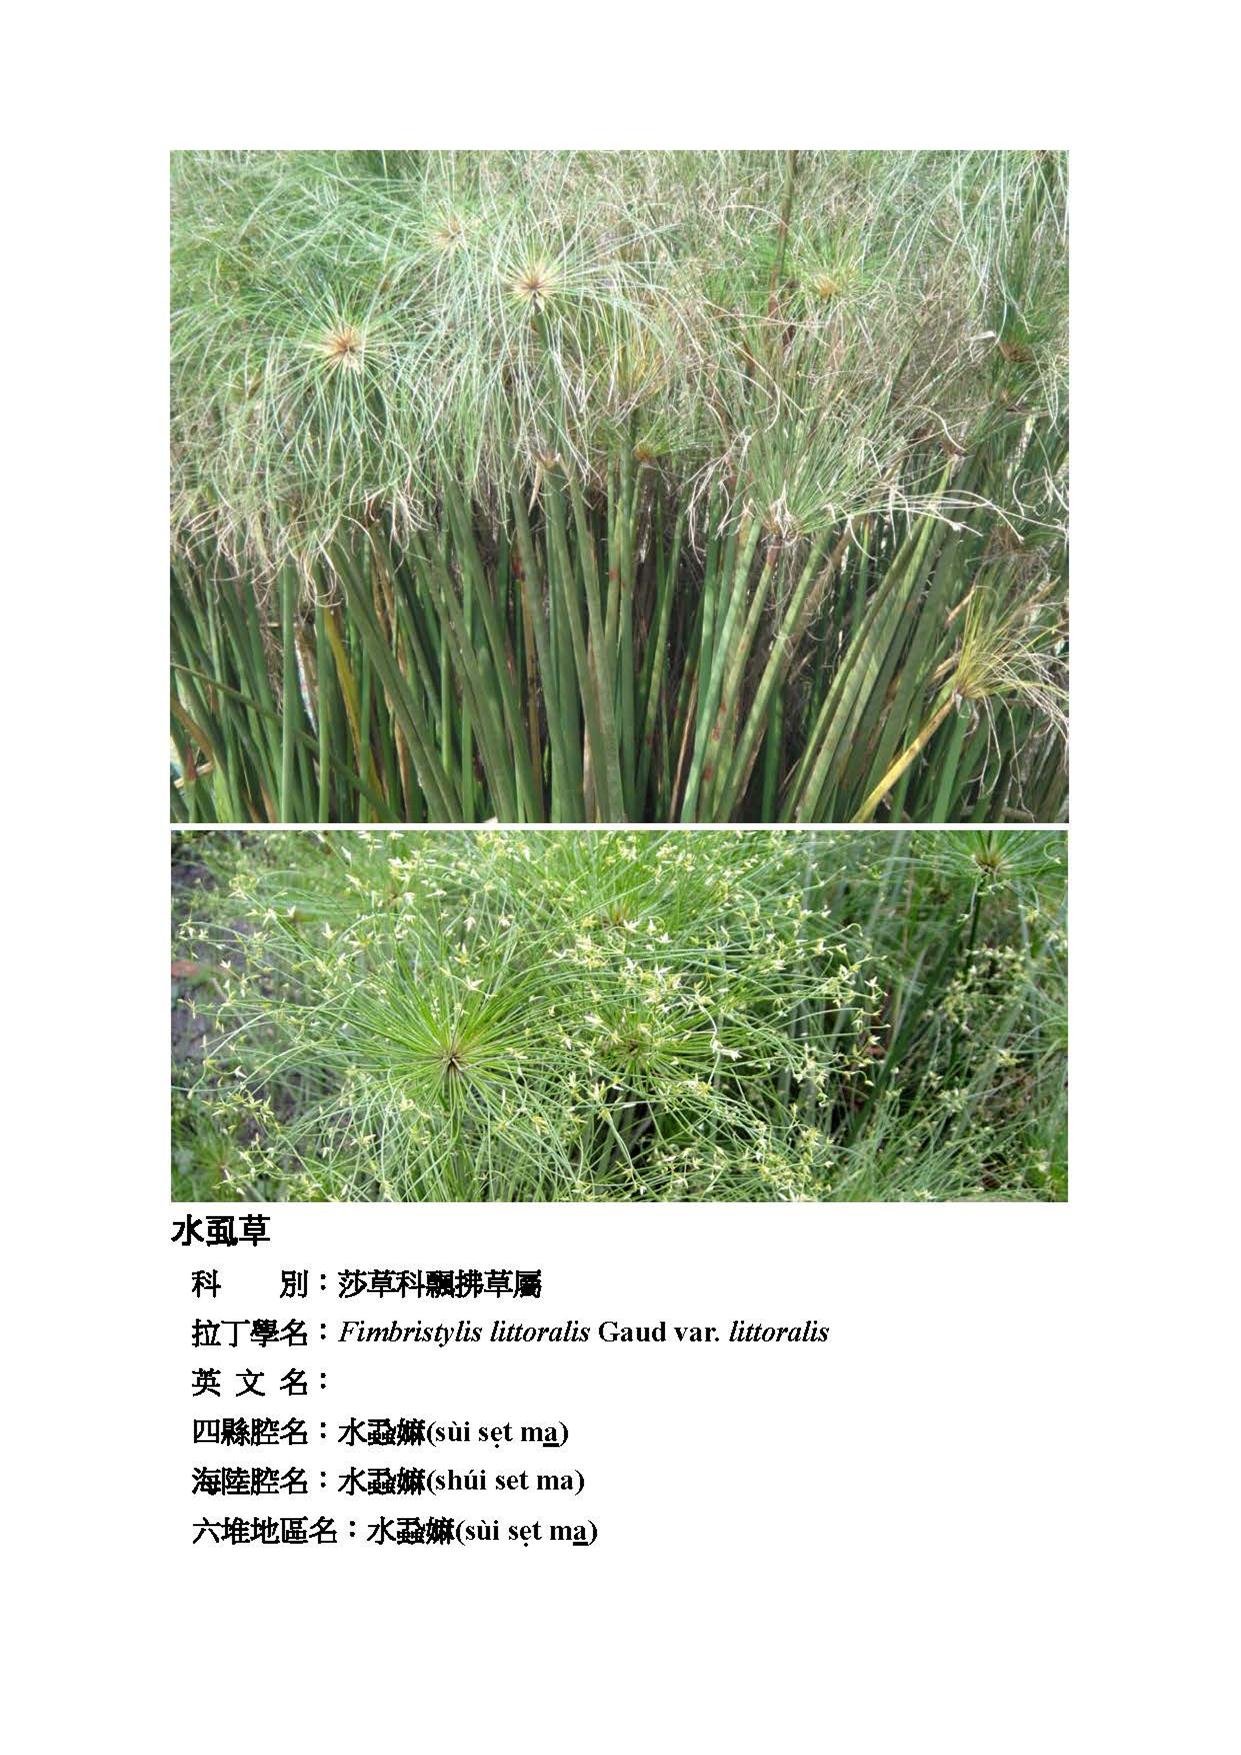 水虱草
科　　別：莎草科飄拂草屬
拉丁學名：Fimbristylis littoralis Gaud var. littoralis
英 文 名：
四縣腔名：水蝨嫲(sùi sẹt ma̲)
海陸腔名：水蝨嫲(shúi set ma)
六堆地區名：水蝨嫲(sùi sẹt ma̲)